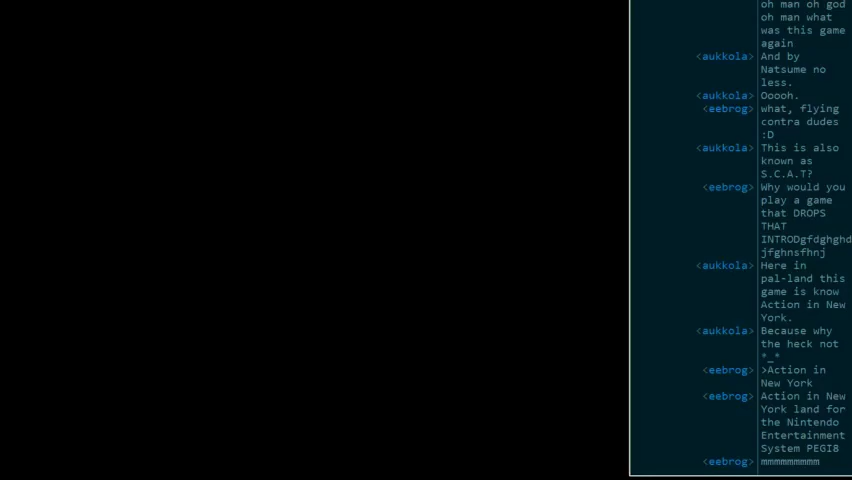 oh man oh god
oh man what
was this game
again
<aukkola> And by
Natsume no
less.
<aukkola> Ooooh.
<eebrog> what, flying
contra dudes
:D
<aukkola> This is also
known as
S.C.A.T?
<eebrog> Why would you
play a game
that DROPS
THAT
INTRODgfdghghd
jfghnsfhnj
<aukkola> Here in
pal-land this
game is know
Action in New
York.
<aukkola> Because why
the heck not
*_*
<eebrog> >Action in
New York
<eebrog> Action in New
York land for
the Nintendo
Entertainment
System PEGI8
<eebrog> mmmmmmmmm